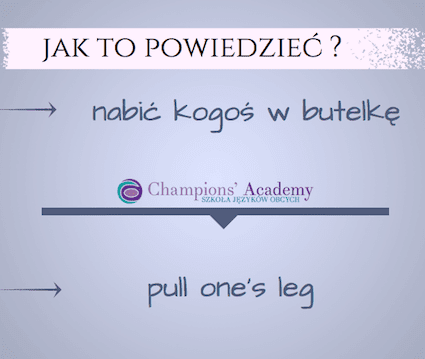 JAK TO POWIEDZIEĆ ?
nabić kogoś w butelkę
Champions' Academy
SZKOŁA JĘZYKÓW OBCYCH
pull one's leg